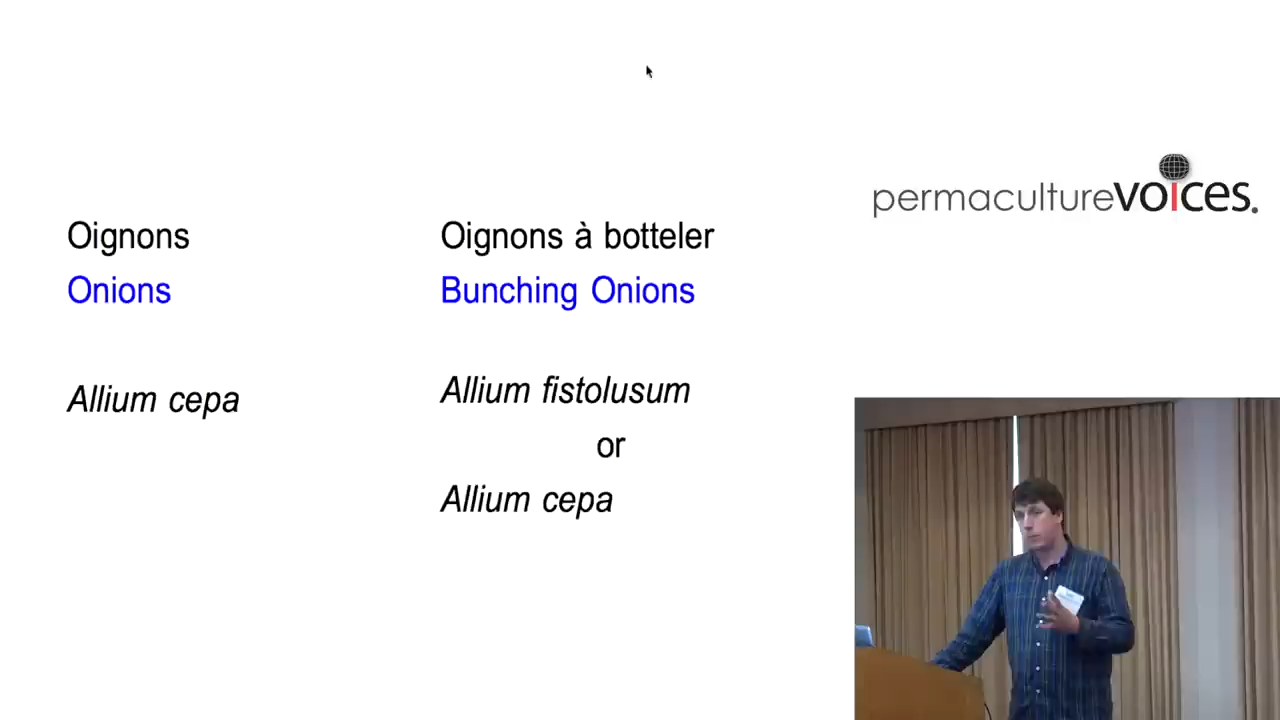 Oignons
Onions
Allium cepa
Oignons à botteler
Bunching Onions
Allium fistolusum
or
Allium cepa
permaculturevoices.